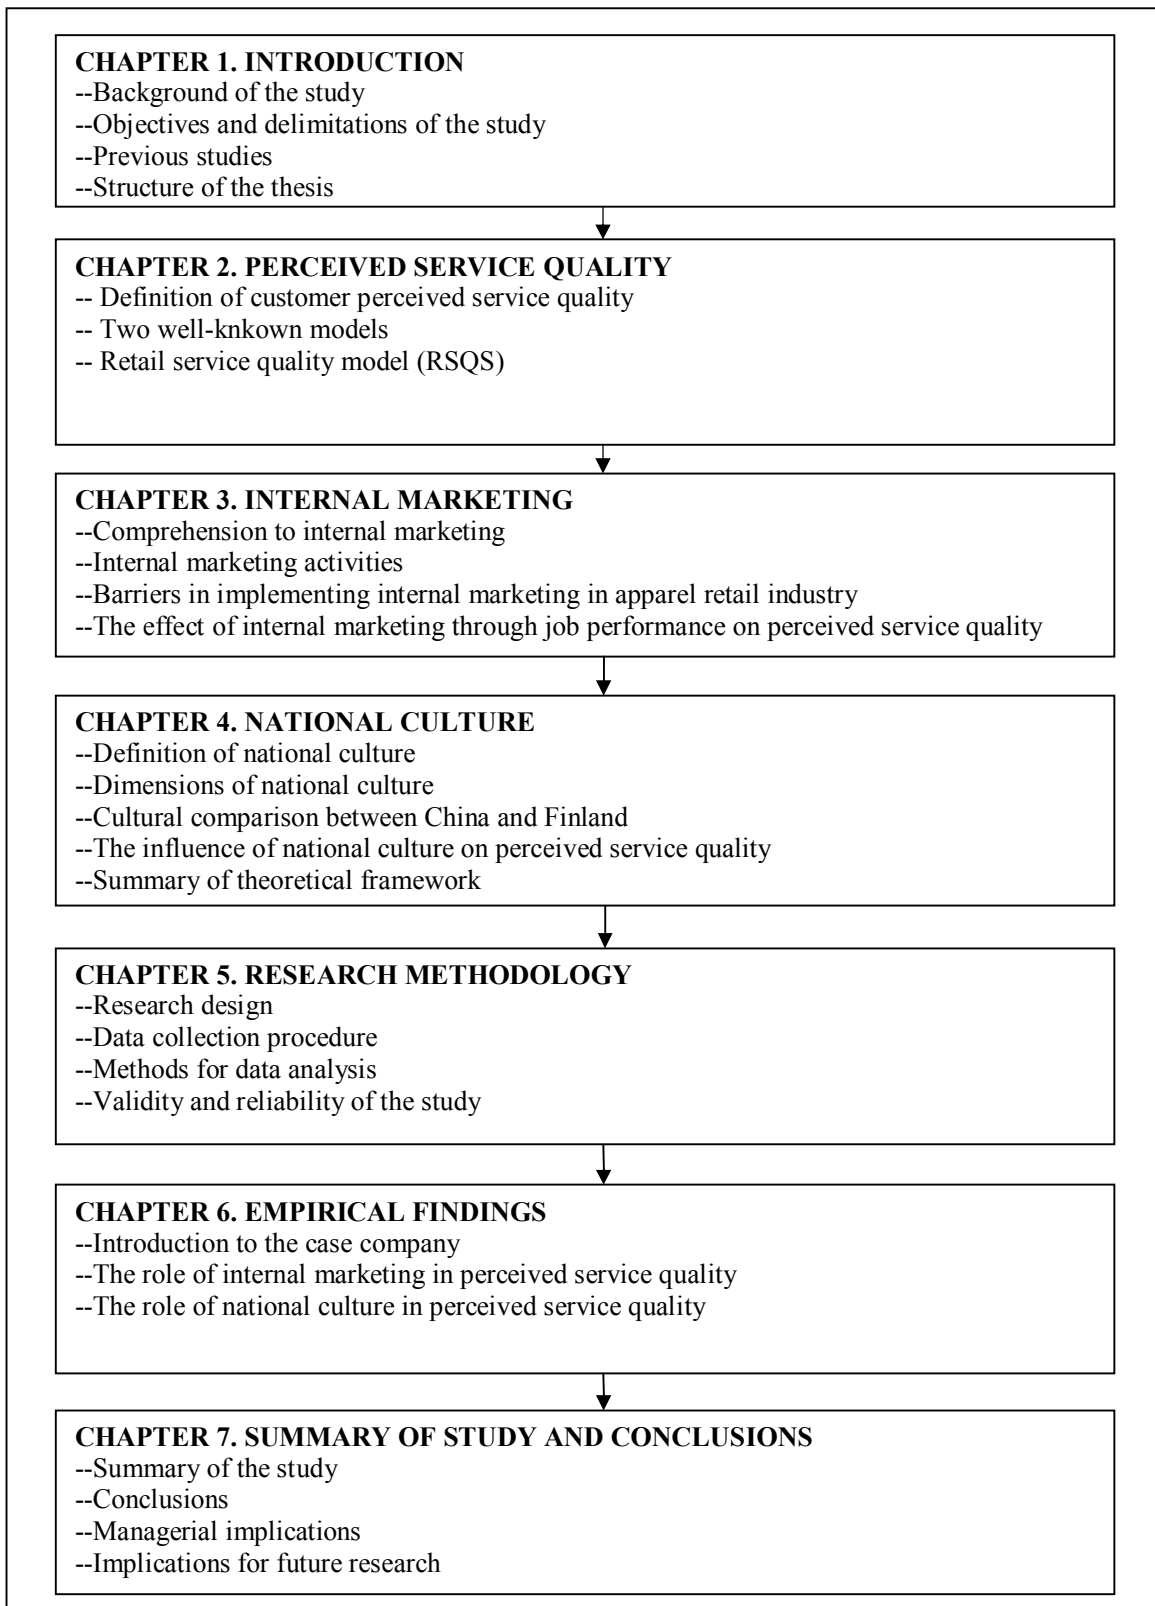 CHAPTER 1. INTRODUCTION
--Background of the study
--Objectives and delimitations of the study
--Previous studies
--Structure of the thesis
CHAPTER 2. PERCEIVED SERVICE QUALITY
-- Definition of customer perceived service quality
-- Two well-knkown models
-- Retail service quality model (RSQS)
CHAPTER 3. INTERNAL MARKETING
--Comprehension to internal marketing
--Internal marketing activities
--Barriers in implementing internal marketing in apparel retail industry
--The effect of internal marketing through job performance on perceived service quality
CHAPTER 4. NATIONAL CULTURE
--Definition of national culture
--Dimensions of national culture
--Cultural comparison between China and Finland
--The influence of national culture on perceived service quality
--Summary of theoretical framework
CHAPTER 5. RESEARCH METHODOLOGY
--Research design
--Data collection procedure
--Methods for data analysis
--Validity and reliability of the study
CHAPTER 6. EMPIRICAL FINDINGS
--Introduction to the case company
--The role of internal marketing in perceived service quality
--The role of national culture in perceived service quality
CHAPTER 7. SUMMARY OF STUDY AND CONCLUSIONS
--Summary of the study
--Conclusions
--Managerial implications
--Implications for future research